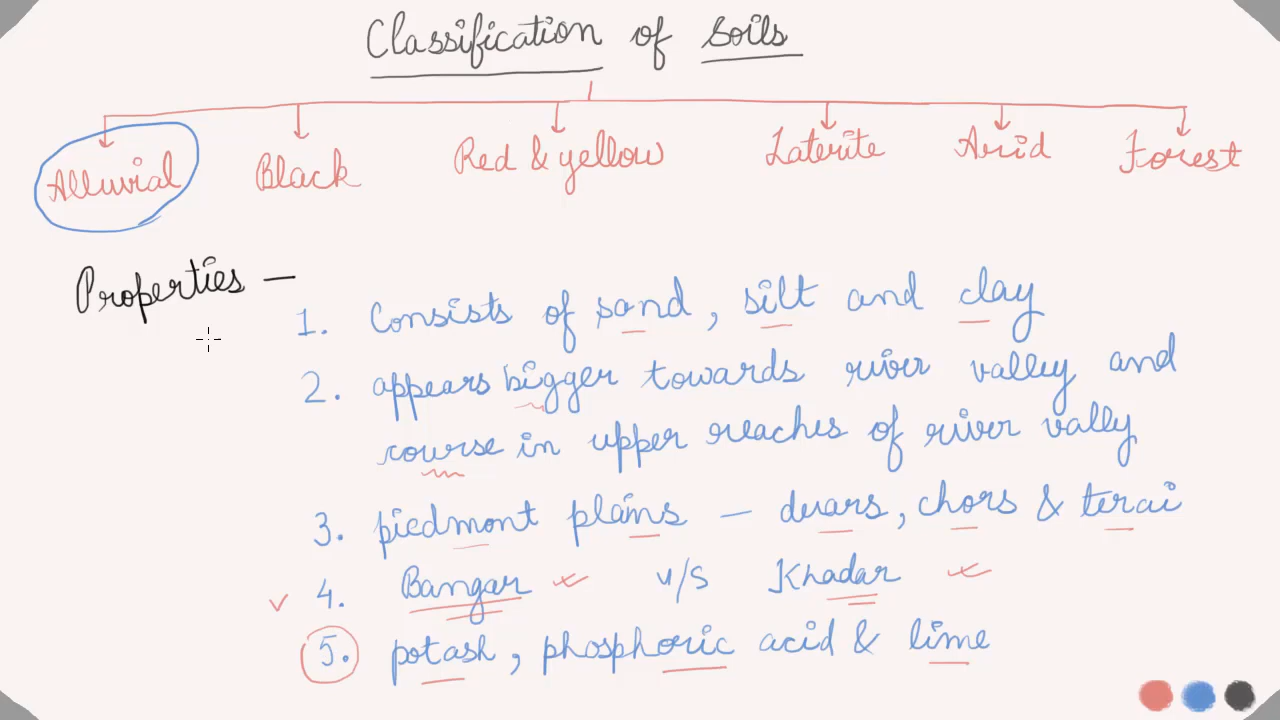 Classification of Soils
Alluvial Black Red & yellow Laterite Arid Forest
Properties —
1. Consists of sand, silt and clay
2. appears bigger towards river valley and
course in upper reaches of river vally
3. piedmont plains — duars, chors & terai
4. Bangar v/s Khadar
5. potash, phosphoric acid & lime